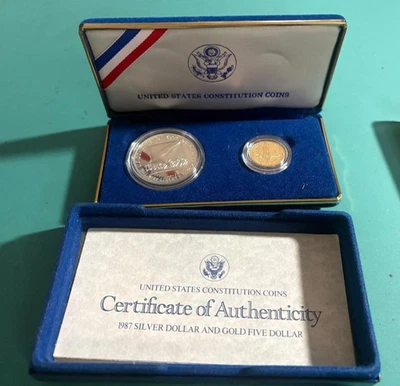 UNITED STATES CONSTITUTION COINS
UNITED STATES CONSTITUTION COINS
Certificate of Authenticity
1987 SILVER DOLLAR AND GOLD FIVE DOLLAR